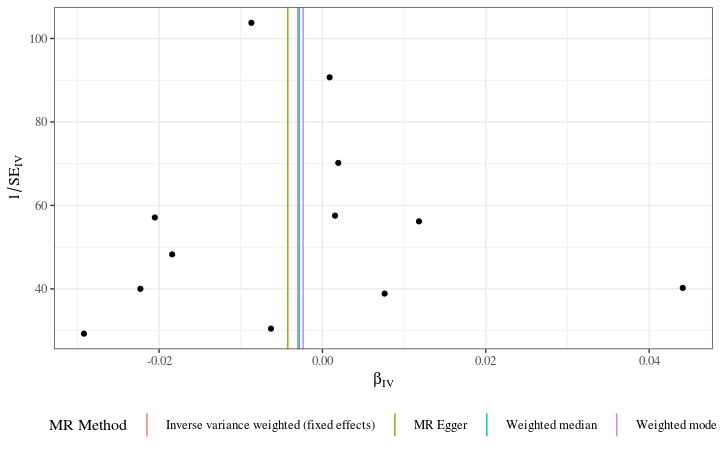 100
80
60
40
1/SE_IV
-0.02 0.00 0.02 0.04
β_IV
MR Method Inverse variance weighted (fixed effects) MR Egger Weighted median Weighted mode